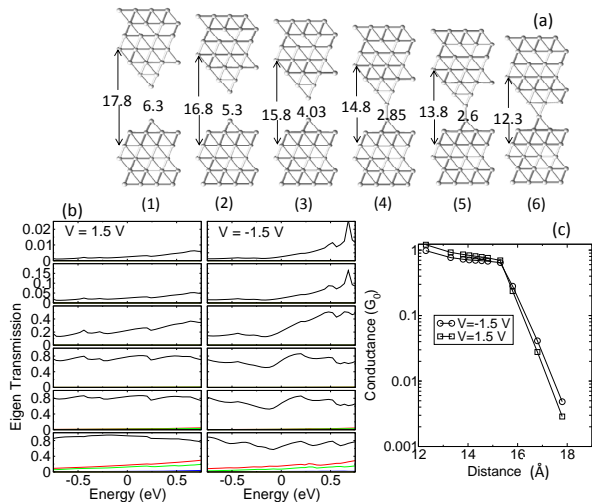 (a)
17.8 6.3 16.8 5.3 15.8 4.03 14.8 2.85 13.8 2.6 12.3
(1) (2) (3) (4) (5) (6)
(b)
V = 1.5 V
V = -1.5 V
0.02
0.01
0
0.15
0.1
0.05
0
0.4
0.2
0
0.8
0.4
0
0.8
0.4
0
0.8
0.4
0
Eigen Transmission
-0.5 0 0.5
-0.5 0 0.5
Energy (eV)
Energy (eV)
(c)
1
0.1
0.01
0.001
Conductance (G₀)
V=-1.5 V
V=1.5 V
12 13 14 15 16 17 18 19
Distance (Å)